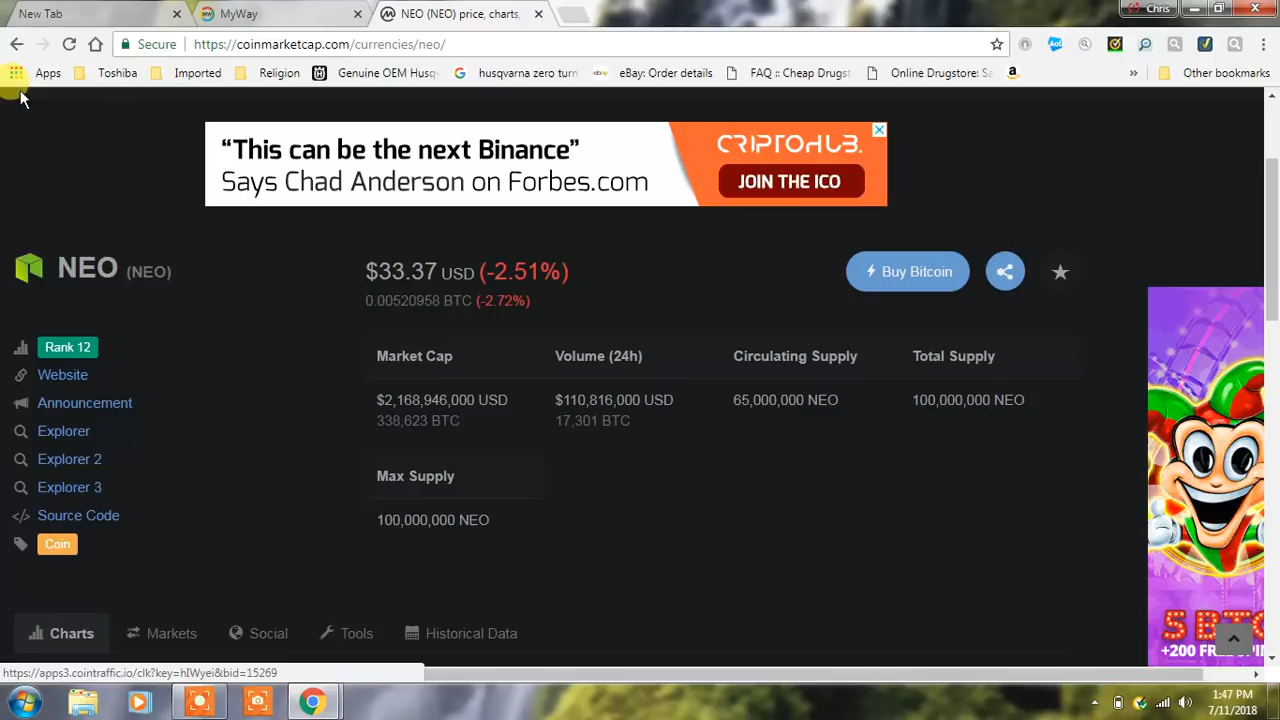 New Tab
MyWay
NEO (NEO) price, charts,
Chris
Secure
https://coinmarketcap.com/currencies/neo/
Apps
Toshiba
Imported
Religion
Genuine OEM Husq
husqvarna zero turn
eBay: Order detail
FAQ :: Cheap Drugst
Online Drugstore:
Other bookmarks
“This can be the next Binance”
Says Chad Anderson on Forbes.com
CRIPTOHUB.
JOIN THE ICO
NEO (NEO)
$33.37 USD (-2.51%)
0.00520958 BTC (-2.72%)
Buy Bitcoin
Rank 12
Website
Announcement
Explorer
Explorer 2
Explorer 3
Source Code
Coin
Market Cap
$2,168,946,000 USD
338,623 BTC
Volume (24h)
$110,816,000 USD
17,301 BTC
Circulating Supply
65,000,000 NEO
Total Supply
100,000,000 NEO
Max Supply
100,000,000 NEO
5 BT
+200 FREE
Charts
Markets
Social
Tools
Historical Data
https://apps3.cointraffic.io/clk?key=hIWyei&bid=15269
1:47 PM
7/11/2018